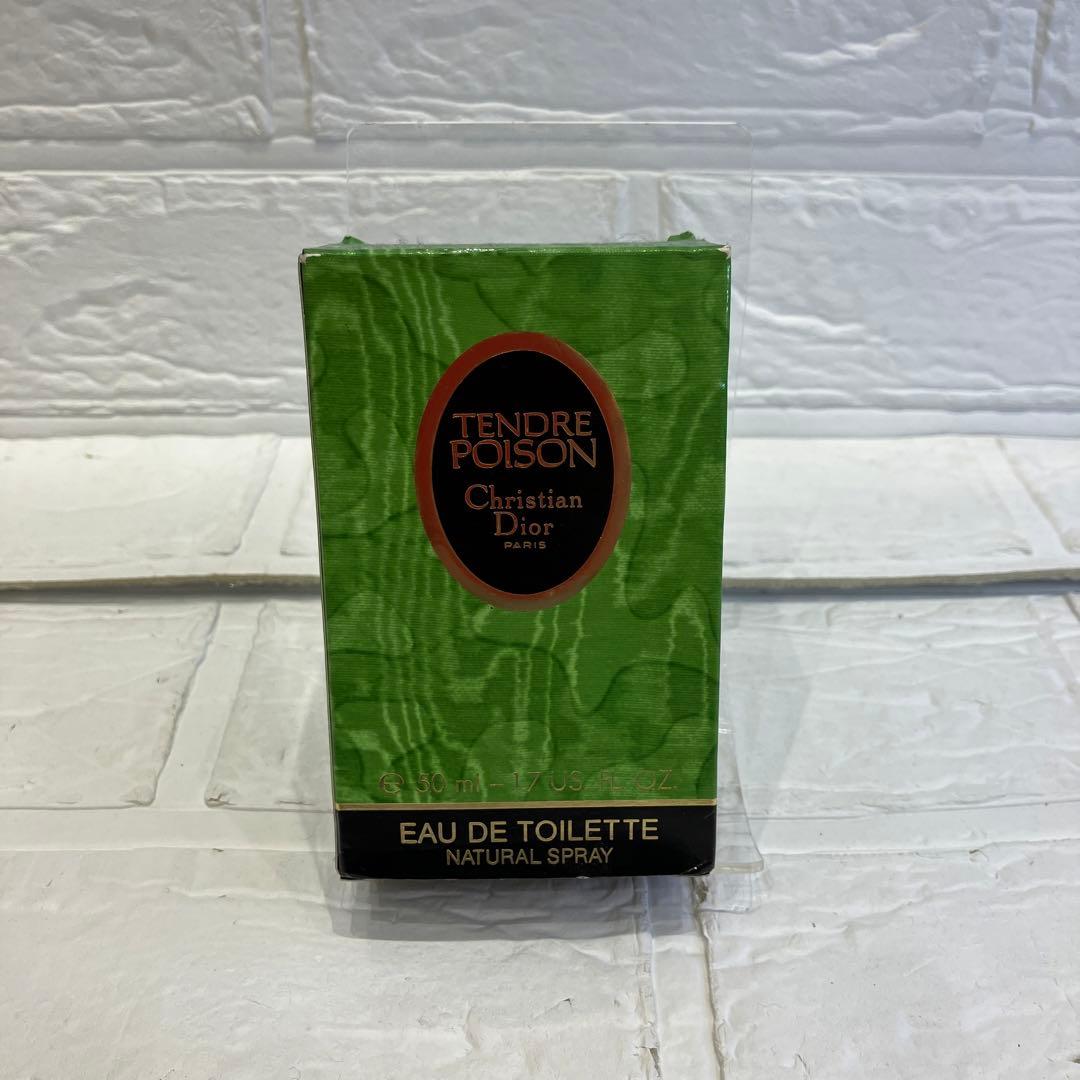 TENDRE
POISON
Christian
Dior
PARIS
℮ 50 ml – 1.7 US. FL. OZ.
EAU DE TOILETTE
NATURAL SPRAY